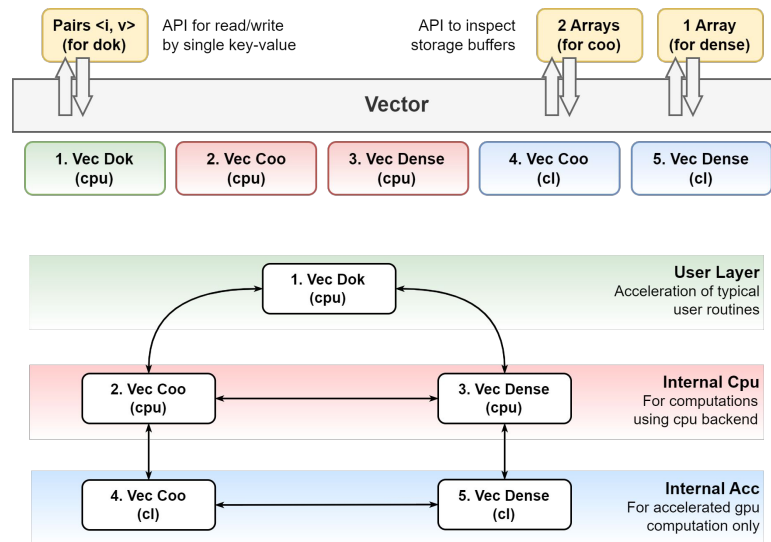 Pairs <i, v>
(for dok)
API for read/write
by single key-value
API to inspect
storage buffers
2 Arrays
(for coo)
1 Array
(for dense)
Vector
1. Vec Dok
(cpu)
2. Vec Coo
(cpu)
3. Vec Dense
(cpu)
4. Vec Coo
(cl)
5. Vec Dense
(cl)
1. Vec Dok
(cpu)
User Layer
Acceleration of typical
user routines
2. Vec Coo
(cpu)
3. Vec Dense
(cpu)
Internal Cpu
For computations
using cpu backend
4. Vec Coo
(cl)
5. Vec Dense
(cl)
Internal Acc
For accelerated gpu
computation only